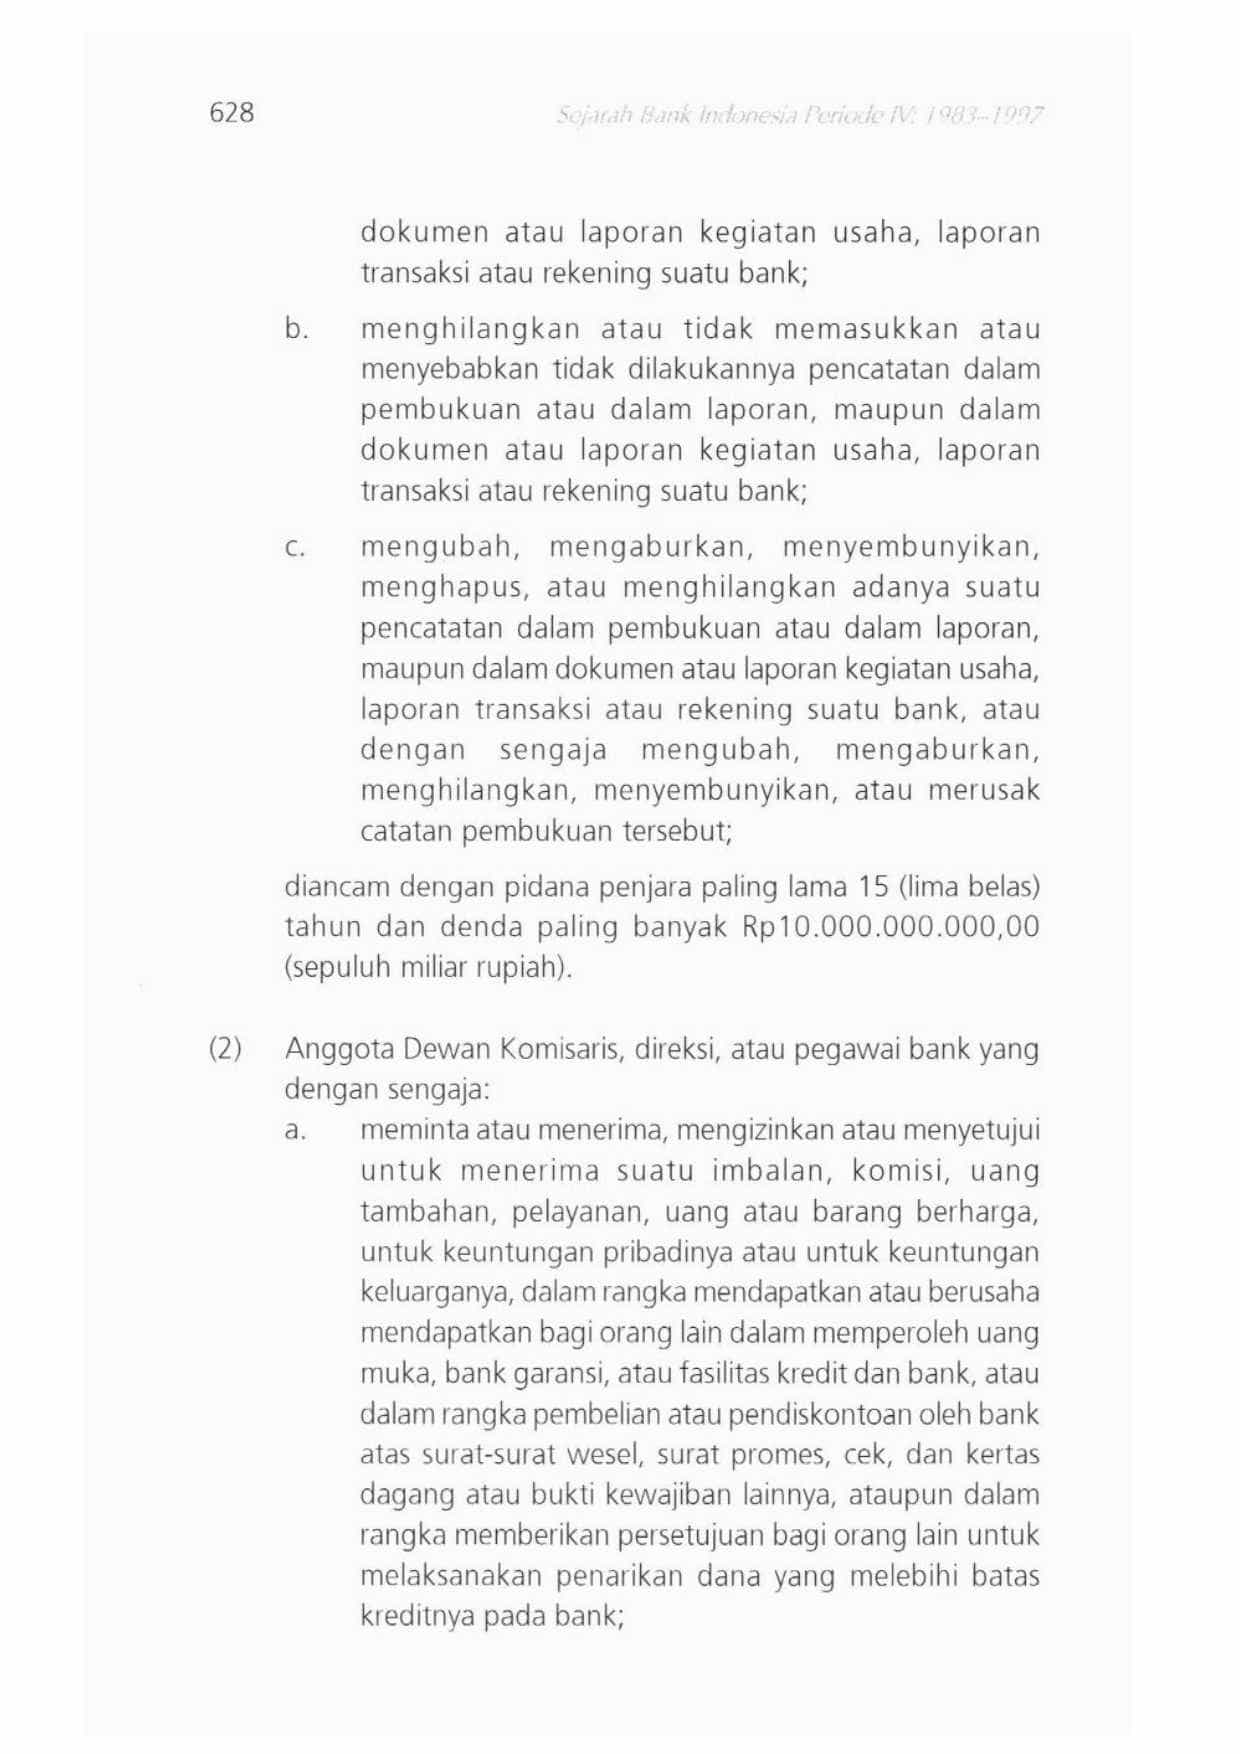 628 Sejarah Bank Indonesia Periode IV: 1983–1997
dokumen atau laporan kegiatan usaha, laporan
transaksi atau rekening suatu bank;
b. menghilangkan atau tidak memasukkan atau
menyebabkan tidak dilakukannya pencatatan dalam
pembukuan atau dalam laporan, maupun dalam
dokumen atau laporan kegiatan usaha, laporan
transaksi atau rekening suatu bank;
c. mengubah, mengaburkan, menyembunyikan,
menghapus, atau menghilangkan adanya suatu
pencatatan dalam pembukuan atau dalam laporan,
maupun dalam dokumen atau laporan kegiatan usaha,
laporan transaksi atau rekening suatu bank, atau
dengan sengaja mengubah, mengaburkan,
menghilangkan, menyembunyikan, atau merusak
catatan pembukuan tersebut;
diancam dengan pidana penjara paling lama 15 (lima belas)
tahun dan denda paling banyak Rp10.000.000.000,00
(sepuluh miliar rupiah).
(2) Anggota Dewan Komisaris, direksi, atau pegawai bank yang
dengan sengaja:
a. meminta atau menerima, mengizinkan atau menyetujui
untuk menerima suatu imbalan, komisi, uang
tambahan, pelayanan, uang atau barang berharga,
untuk keuntungan pribadinya atau untuk keuntungan
keluarganya, dalam rangka mendapatkan atau berusaha
mendapatkan bagi orang lain dalam memperoleh uang
muka, bank garansi, atau fasilitas kredit dan bank, atau
dalam rangka pembelian atau pendiskontoan oleh bank
atas surat-surat wesel, surat promes, cek, dan kertas
dagang atau bukti kewajiban lainnya, ataupun dalam
rangka memberikan persetujuan bagi orang lain untuk
melaksanakan penarikan dana yang melebihi batas
kreditnya pada bank;